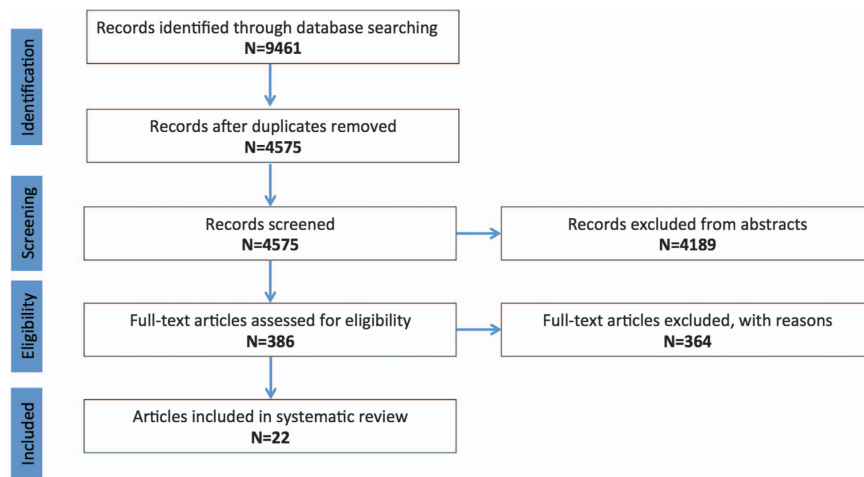 Identification
Records identified through database searching
N=9461
Records after duplicates removed
N=4575
Screening
Records screened
N=4575
Records excluded from abstracts
N=4189
Eligibility
Full-text articles assessed for eligibility
N=386
Full-text articles excluded, with reasons
N=364
Included
Articles included in systematic review
N=22